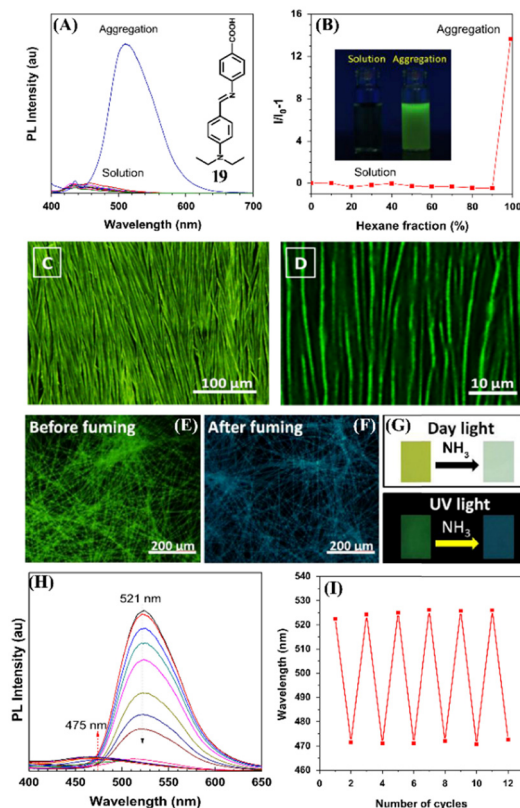 (A)
Aggregation
Solution
COOH
N
N
19
PL Intensity (au)
400 500 600 700
Wavelength (nm)
(B)
Aggregation
Solution Aggregation
Solution
I/I₀-1
16
14
12
10
8
6
4
2
0
0 20 40 60 80 100
Hexane fraction (%)
C
100 µm
D
10 µm
Before fuming (E)
200 µm
After fuming (F)
200 µm
(G) Day light
NH₃
UV light
NH₃
(H)
521 nm
475 nm
PL Intensity (au)
400 450 500 550 600 650
Wavelength (nm)
(I)
Wavelength (nm)
540
530
520
510
500
490
480
470
460
0 2 4 6 8 10 12
Number of cycles